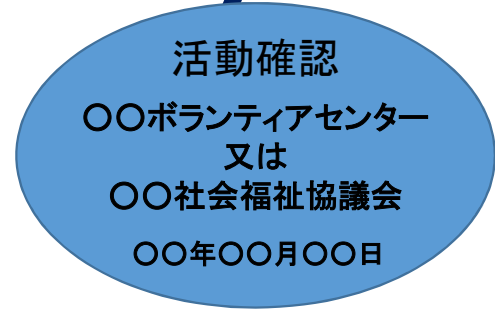 活動確認
〇〇ボランティアセンター
又は
〇〇社会福祉協議会
〇〇年〇〇月〇〇日